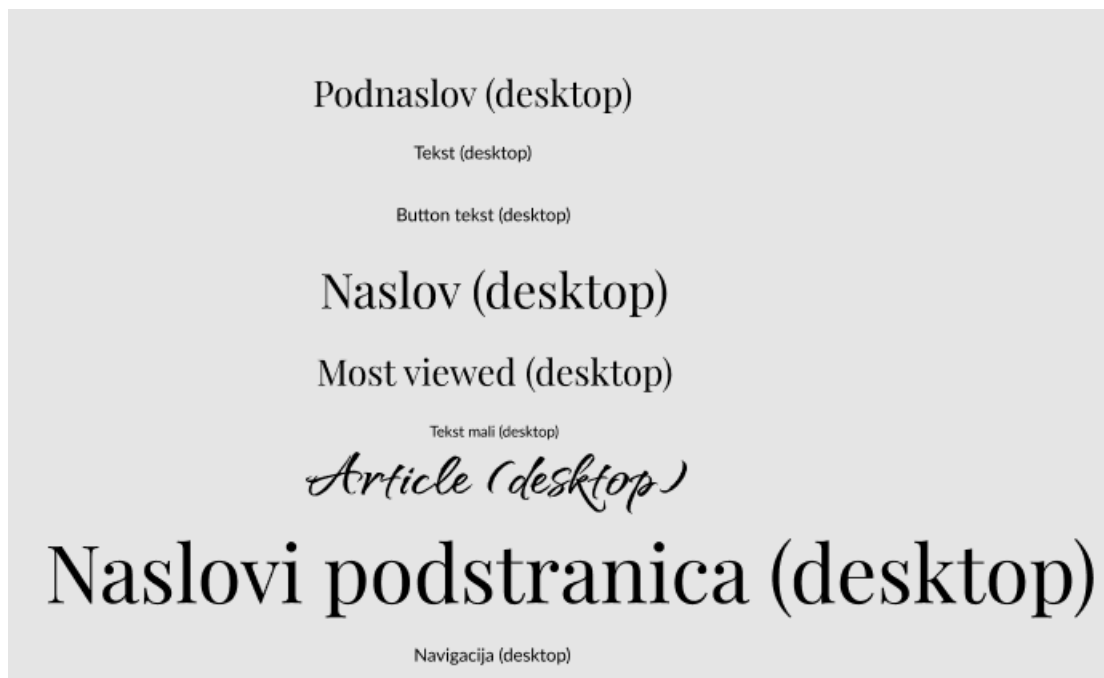 Podnaslov (desktop)
Tekst (desktop)
Button tekst (desktop)
Naslov (desktop)
Most viewed (desktop)
Tekst mali (desktop)
Article (desktop)
Naslovi podstranica (desktop)
Navigacija (desktop)